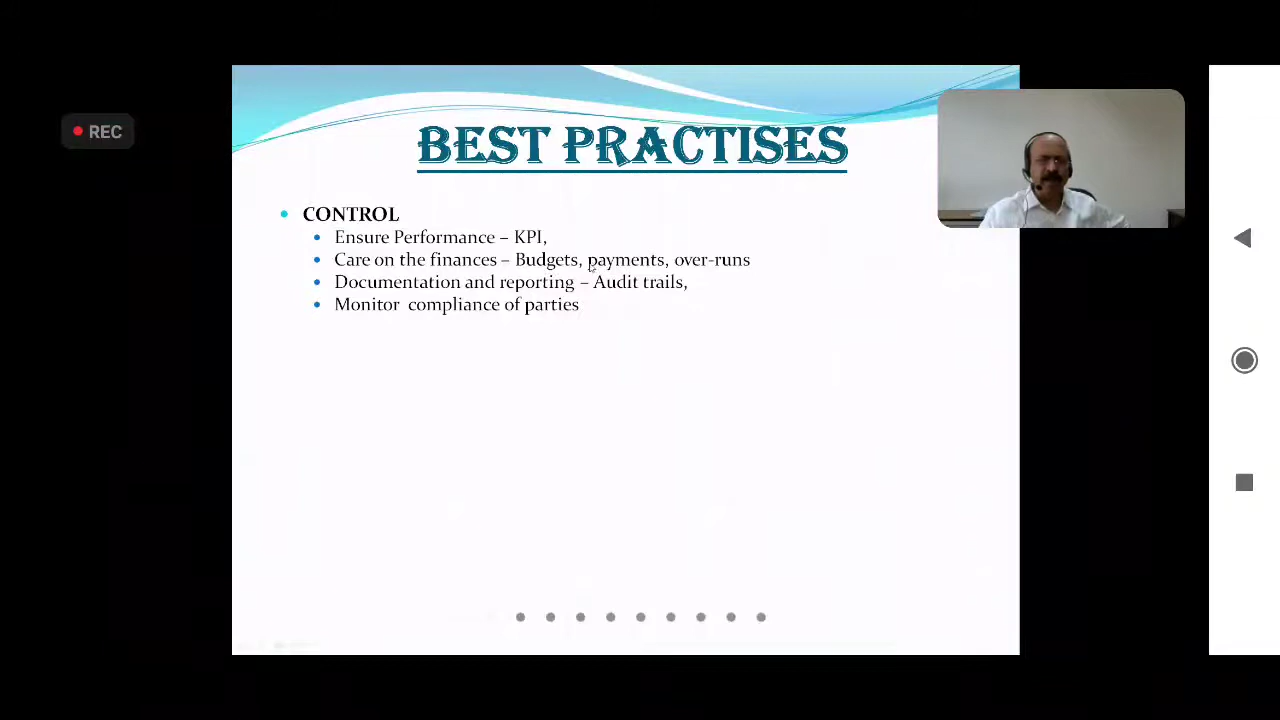 REC
BEST PRACTISES
CONTROL
Ensure Performance – KPI,
Care on the finances – Budgets, payments, over-runs
Documentation and reporting – Audit trails,
Monitor compliance of parties